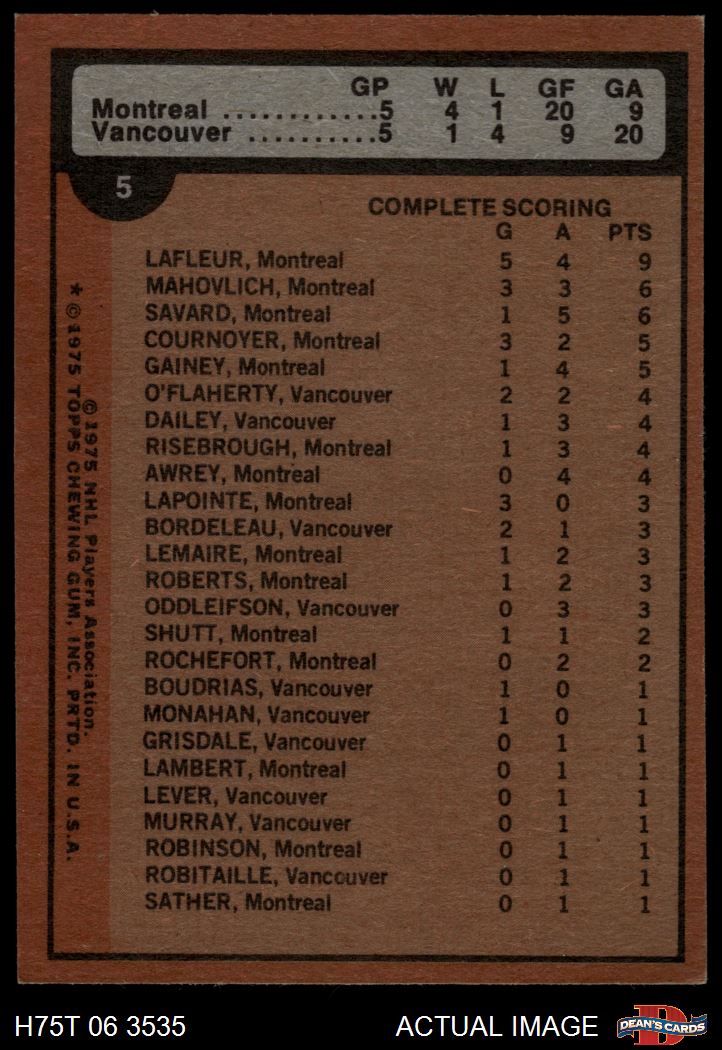 GP W L GF GA
Montreal ............5 4 1 20 9
Vancouver ..........5 1 4 9 20
5
COMPLETE SCORING
G A PTS
LAFLEUR, Montreal 5 4 9
MAHOVLICH, Montreal 3 3 6
SAVARD, Montreal 1 5 6
COURNOYER, Montreal 3 2 5
GAINEY, Montreal 1 4 5
O'FLAHERTY, Vancouver 2 2 4
DAILEY, Vancouver 1 3 4
RISEBROUGH, Montreal 1 3 4
AWREY, Montreal 0 4 4
LAPOINTE, Montreal 3 0 3
BORDELEAU, Vancouver 2 1 3
LEMAIRE, Montreal 1 2 3
ROBERTS, Montreal 1 2 3
ODDLEIFSON, Vancouver 0 3 3
SHUTT, Montreal 1 1 2
ROCHEFORT, Montreal 0 2 2
BOUDRIAS, Vancouver 1 0 1
MONAHAN, Vancouver 1 0 1
GRISDALE, Vancouver 0 1 1
LAMBERT, Montreal 0 1 1
LEVER, Vancouver 0 1 1
MURRAY, Vancouver 0 1 1
ROBINSON, Montreal 0 1 1
ROBITAILLE, Vancouver 0 1 1
SATHER, Montreal 0 1 1
© 1975 NHL Players Association.
★ © 1975 TOPPS CHEWING GUM, INC. PRTD. IN U.S.A.
H75T 06 3535
ACTUAL IMAGE
D
DEAN'S CARDS